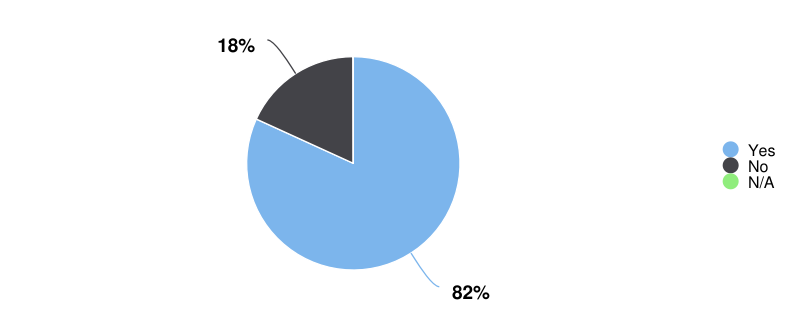 18%
Yes
No
N/A
82%